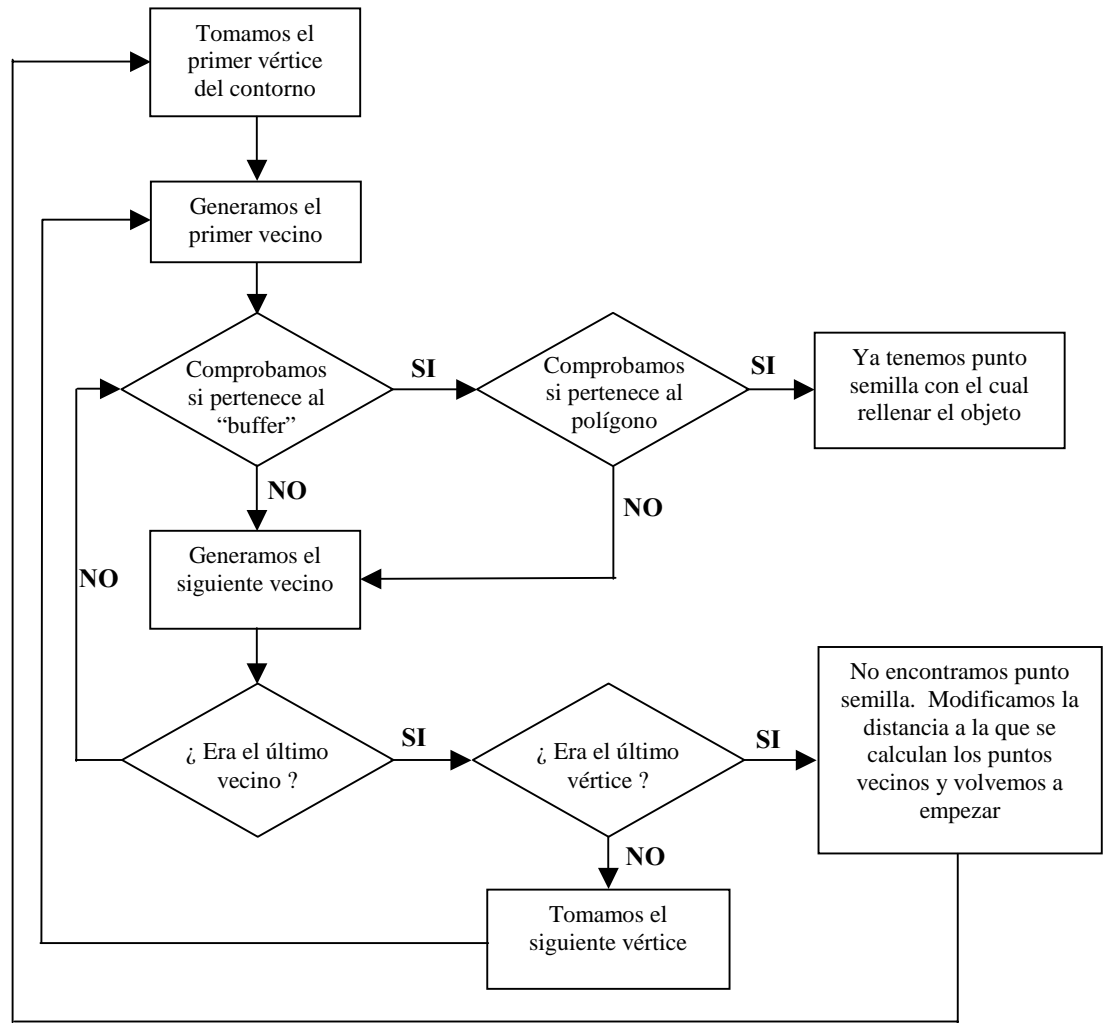 Tomamos el
primer vértice
del contorno
Generamos el
primer vecino
Comprobamos
si pertenece al
“buffer”
SI
Comprobamos
si pertenece al
polígono
SI
Ya tenemos punto
semilla con el cual
rellenar el objeto
NO
NO
Generamos el
siguiente vecino
NO
¿ Era el último
vecino ?
SI
¿ Era el último
vértice ?
SI
No encontramos punto
semilla.  Modificamos la
distancia a la que se
calculan los puntos
vecinos y volvemos a
empezar
NO
Tomamos el
siguiente vértice